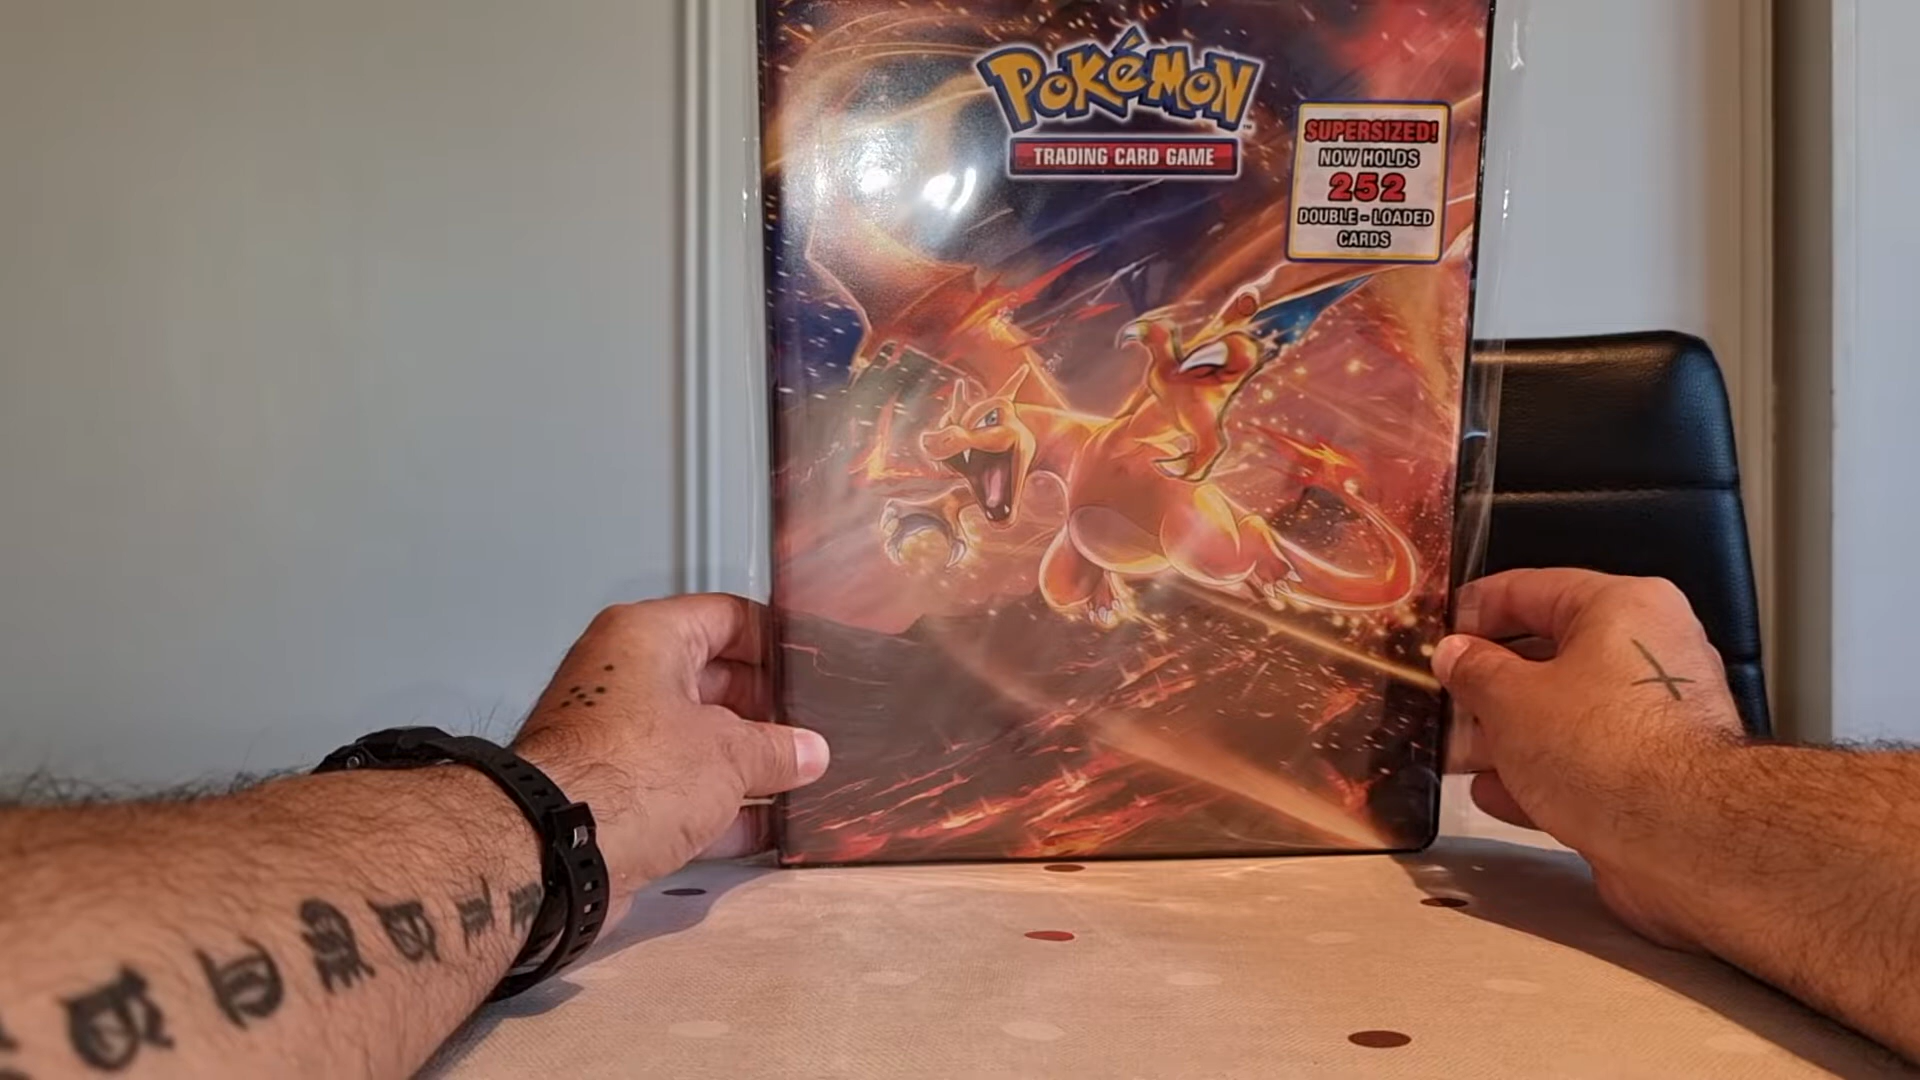 POKéMON
TRADING CARD GAME
SUPERSIZED!
NOW HOLDS
252
DOUBLE - LOADED
CARDS